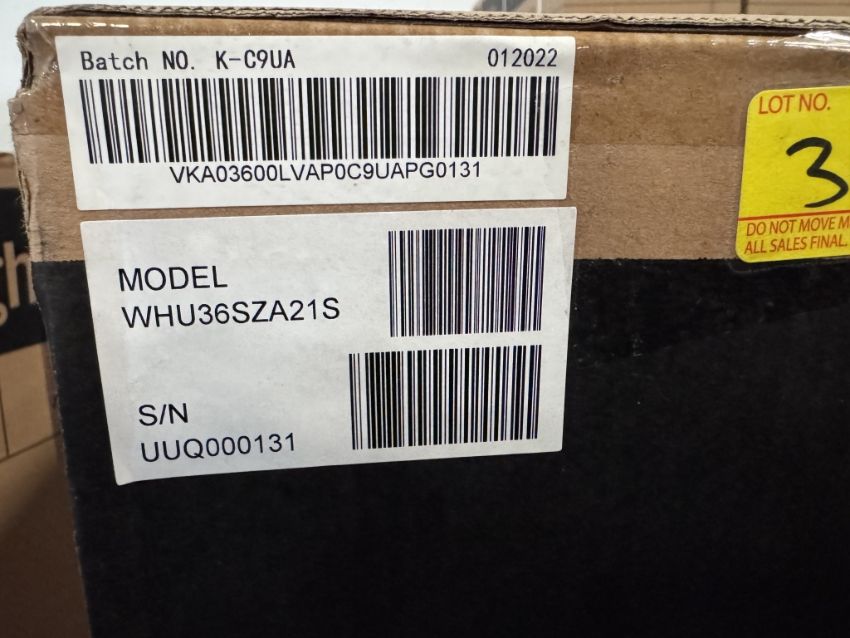 Batch NO. K-C9UA 012022
VKA03600LVAP0C9UAPG0131
MODEL
WHU36SZA21S
S/N
UUQ000131
LOT NO.
3
DO NOT MOVE
ALL SALES FINAL.